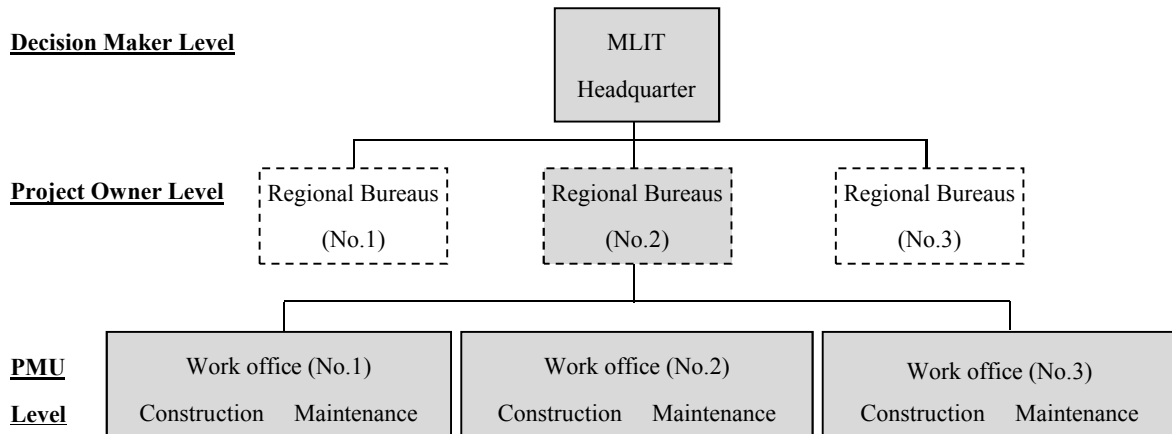 Decision Maker Level
MLIT
Headquarter
Project Owner Level
Regional Bureaus
(No.1)
Regional Bureaus
(No.2)
Regional Bureaus
(No.3)
PMU
Level
Work office (No.1)
Construction Maintenance
Work office (No.2)
Construction Maintenance
Work office (No.3)
Construction Maintenance